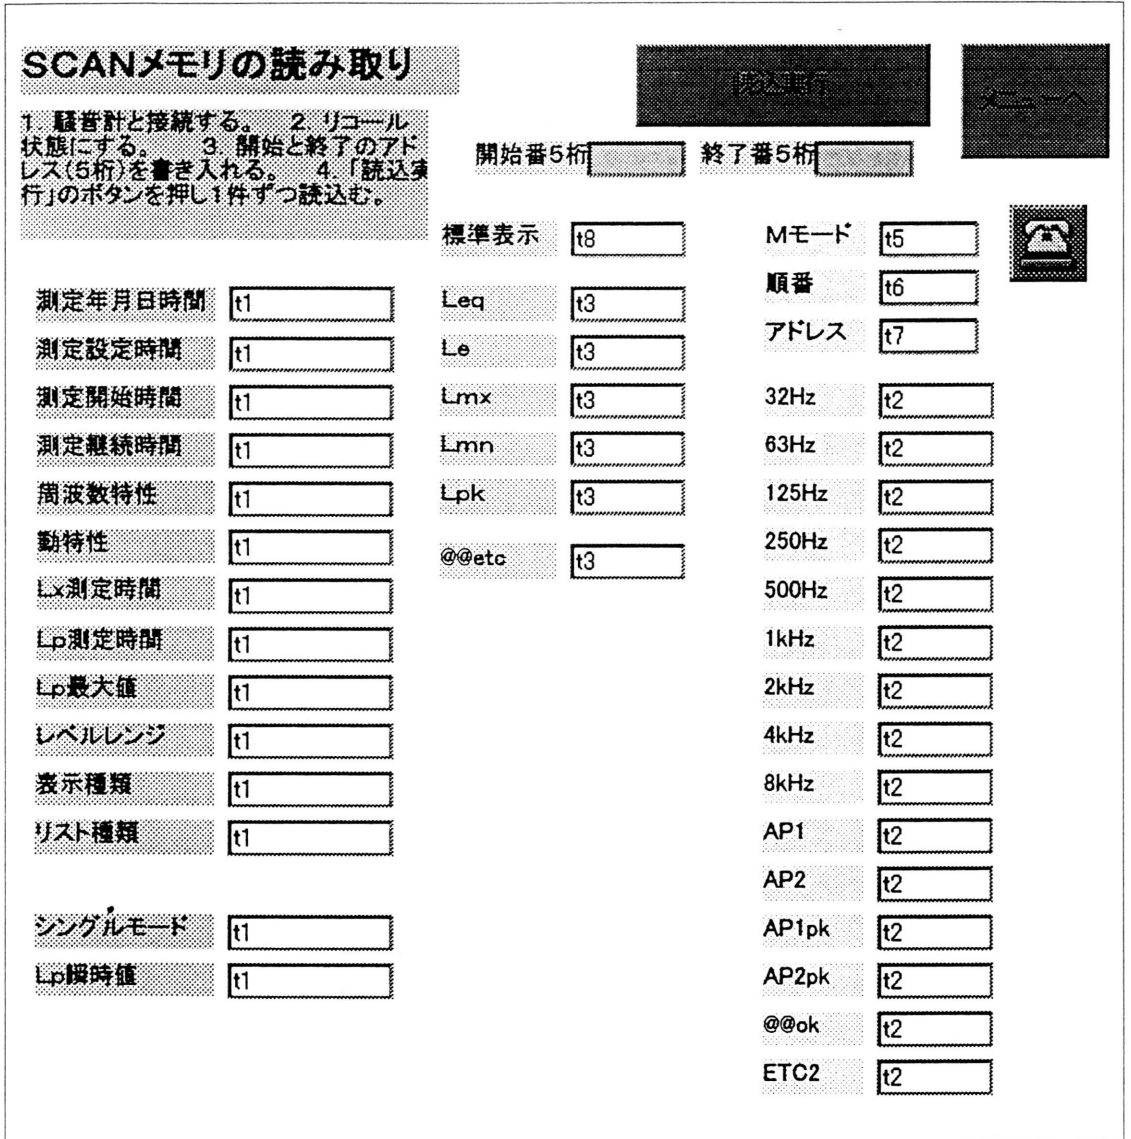 SCANメモリの読み取り
読込実行
メニューへ
1 騒音計と接続する。 2 リコール
状態にする。 3 開始と終了のアド
レス(5桁)を書き入れる。 4.「読込実
行」のボタンを押し1件ずつ読込む。
開始番5桁
終了番5桁
標準表示 t8
Mモード t5
順番 t6
アドレス t7
測定年月日時間 t1
測定設定時間 t1
測定開始時間 t1
測定継続時間 t1
周波数特性 t1
動特性 t1
Lx測定時間 t1
Lp測定時間 t1
Lp最大値 t1
レベルレンジ t1
表示種類 t1
リスト種類 t1
シングルモード t1
Lp瞬時値 t1
Leq t3
Le t3
Lmx t3
Lmn t3
Lpk t3
@@etc t3
32Hz t2
63Hz t2
125Hz t2
250Hz t2
500Hz t2
1kHz t2
2kHz t2
4kHz t2
8kHz t2
AP1 t2
AP2 t2
AP1pk t2
AP2pk t2
@@ok t2
ETC2 t2